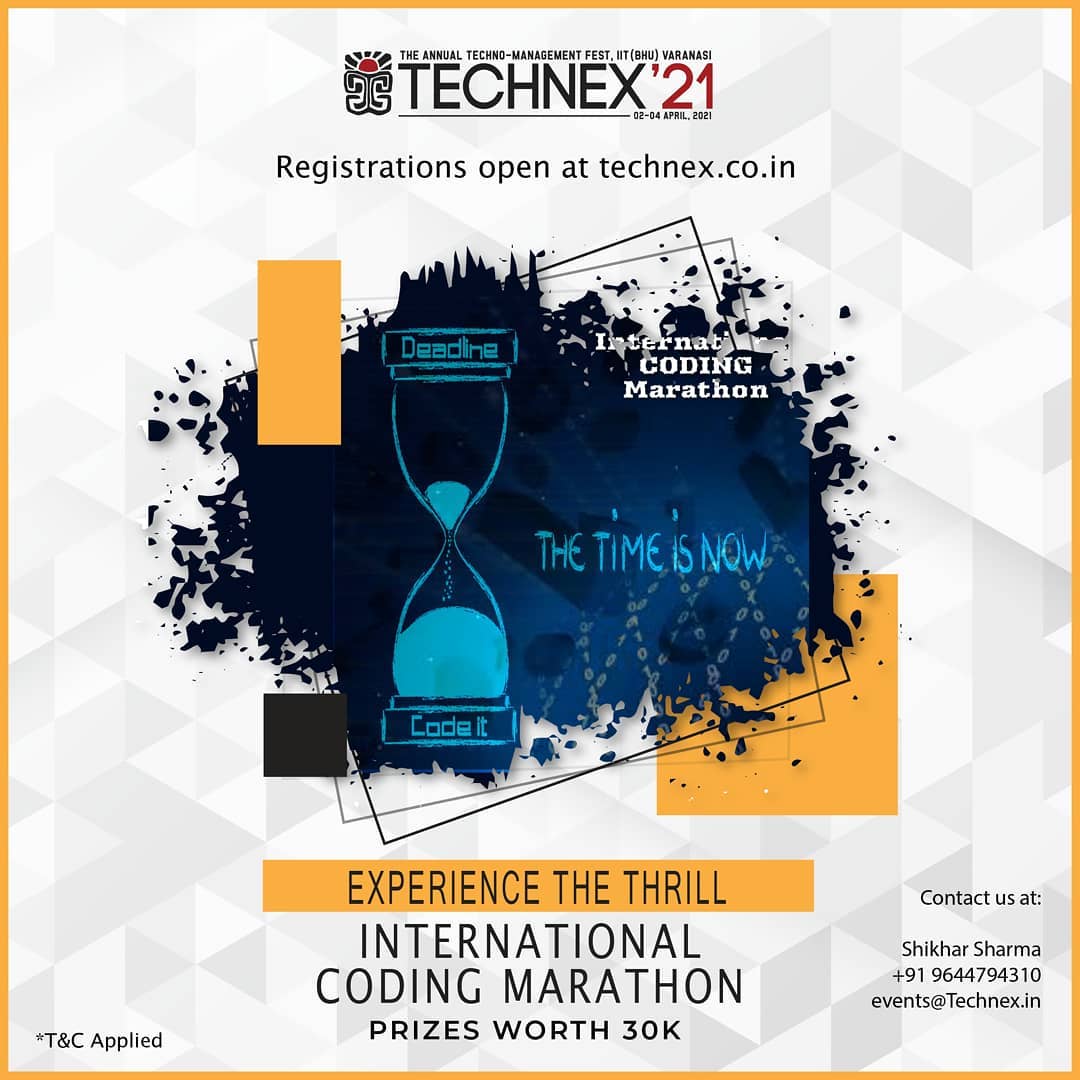 THE ANNUAL TECHNO-MANAGEMENT FEST, IIT(BHU) VARANASI
TECHNEX'21
02-04 APRIL, 2021
Registrations open at technex.co.in
Deadline
CODING
Marathon
THE TIME IS NOW
Code it
EXPERIENCE THE THRILL
INTERNATIONAL
CODING MARATHON
PRIZES WORTH 30K
*T&C Applied
Contact us at:
Shikhar Sharma
+91 9644794310
events@Technex.in